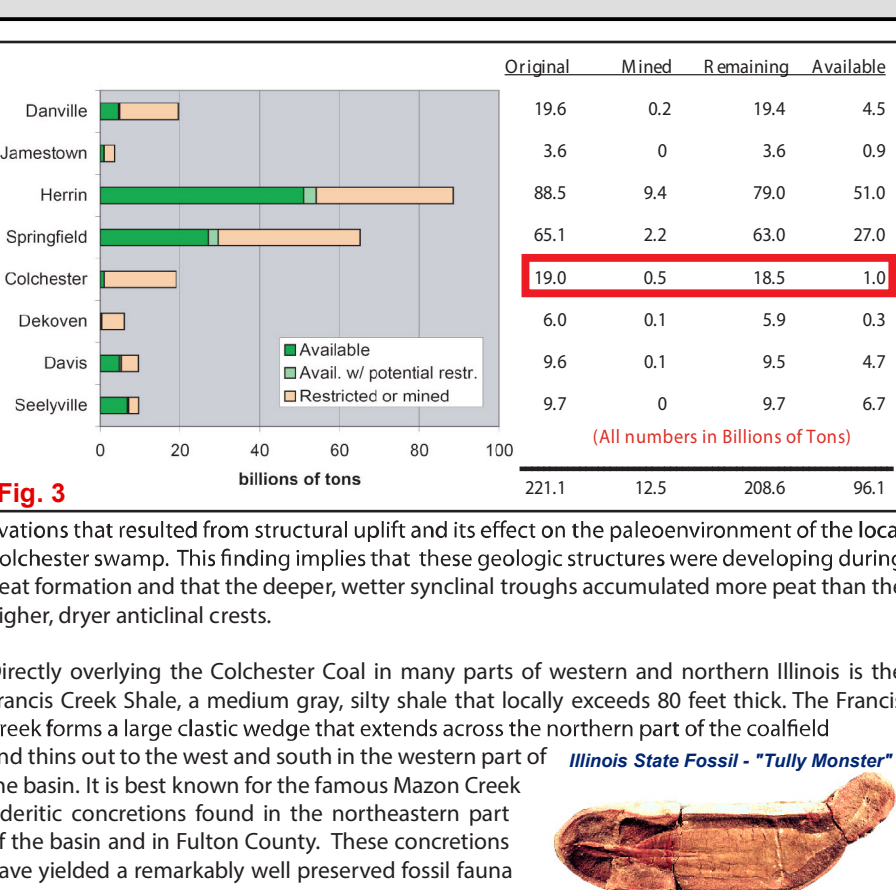 Original Mined Remaining Available
Danville 19.6 0.2 19.4 4.5
Jamestown 3.6 0 3.6 0.9
Herrin 88.5 9.4 79.0 51.0
Springfield 65.1 2.2 63.0 27.0
Colchester 19.0 0.5 18.5 1.0
Dekoven 6.0 0.1 5.9 0.3
Davis 9.6 0.1 9.5 4.7
Seelyville 9.7 0 9.7 6.7
Available
Avail. w/ potential restr.
Restricted or mined
(All numbers in Billions of Tons)
0 20 40 60 80 100
billions of tons
221.1 12.5 208.6 96.1
Fig. 3
vations that resulted from structural uplift and its effect on the paleoenvironment of the loca
olchester swamp. This finding implies that these geologic structures were developing during
eat formation and that the deeper, wetter synclinal troughs accumulated more peat than the
igher, dryer anticlinal crests.
Directly overlying the Colchester Coal in many parts of western and northern Illinois is the
rancis Creek Shale, a medium gray, silty shale that locally exceeds 80 feet thick. The Francis
reek forms a large clastic wedge that extends across the northern part of the coalfield
nd thins out to the west and south in the western part of
he basin. It is best known for the famous Mazon Creek
deritic concretions found in the northeastern part
f the basin and in Fulton County. These concretions
ave yielded a remarkably well preserved fossil fauna
Illinois State Fossil - "Tully Monster"